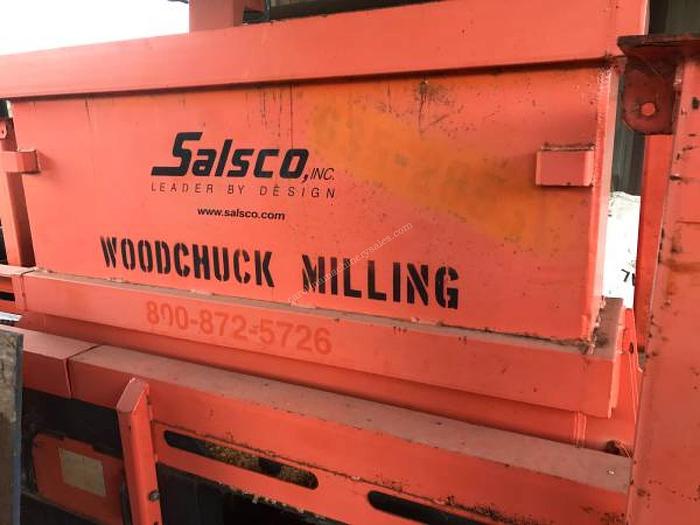 Salsco, INC.
LEADER BY DESIGN
www.salsco.com
WOODCHUCK MILLING
800-872-5726